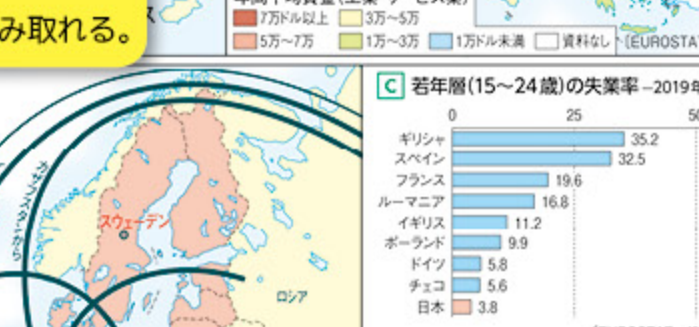 み取れる。
7万ドル以上
3万～5万
5万～7万
1万～3万
1万ドル未満
資料なし
(EUROSTA
C 若年層(15～24歳)の失業率 −2019年
0 25 50
ギリシャ 35.2
スペイン 32.5
フランス 19.6
ルーマニア 16.8
イギリス 11.2
ポーランド 9.9
ドイツ 5.8
チェコ 5.6
日本 3.8
スウェーデン
ロシア